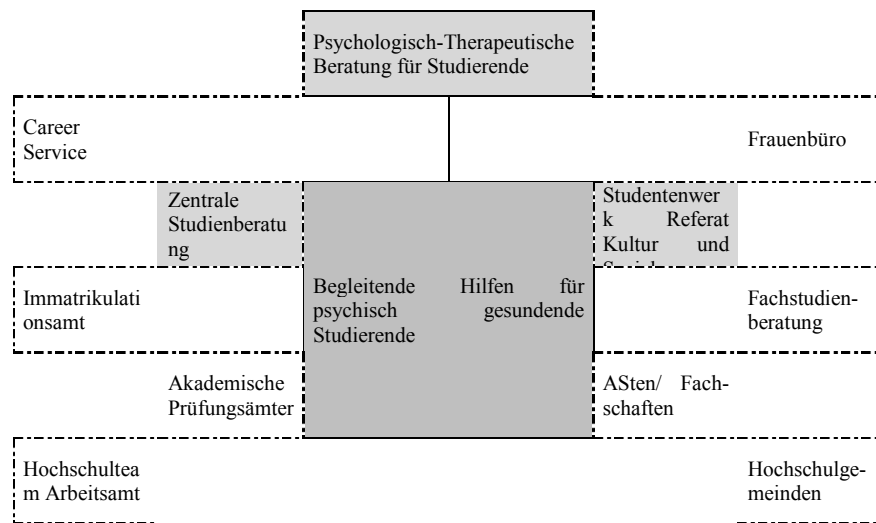 Psychologisch-Therapeutische
Beratung für Studierende
Career
Service
Frauenbüro
Zentrale
Studienberatu
ng
Studentenwer
k Referat
Kultur und
Immatrikulati
onsamt
Begleitende Hilfen für
psychisch gesundende
Studierende
Fachstudien-
beratung
Akademische
Prüfungsämter
ASten/ Fach-
schaften
Hochschultea
m Arbeitsamt
Hochschulge-
meinden